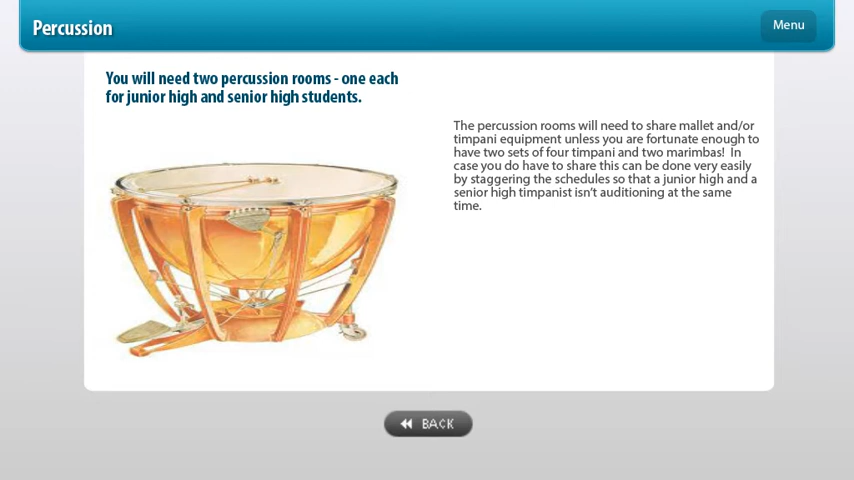 Percussion
Menu
You will need two percussion rooms - one each
for junior high and senior high students.
The percussion rooms will need to share mallet and/or
timpani equipment unless you are fortunate enough to
have two sets of four timpani and two marimbas!  In
case you do have to share this can be done very easily
by staggering the schedules so that a junior high and a
senior high timpanist isn't auditioning at the same
time.
BACK